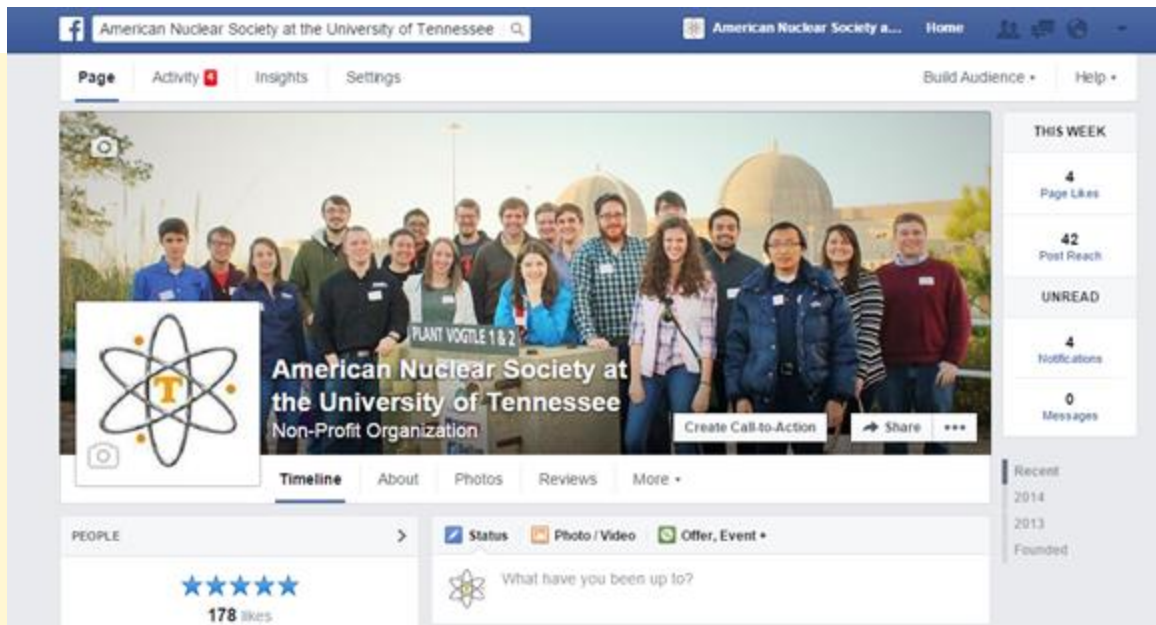 American Nuclear Society at the University of Tennessee
American Nuclear Society a... Home
Page Activity 4 Insights Settings Build Audience Help
THIS WEEK
4
Page Likes
42
Post Reach
UNREAD
4
Notifications
0
Messages
PLANT VOGTLE 1 & 2
T
American Nuclear Society at
the University of Tennessee
Non-Profit Organization
Create Call-to-Action Share
Timeline About Photos Reviews More
Recent
2014
2013
Founded
PEOPLE
178 likes
Status Photo / Video Offer, Event +
T
What have you been up to?